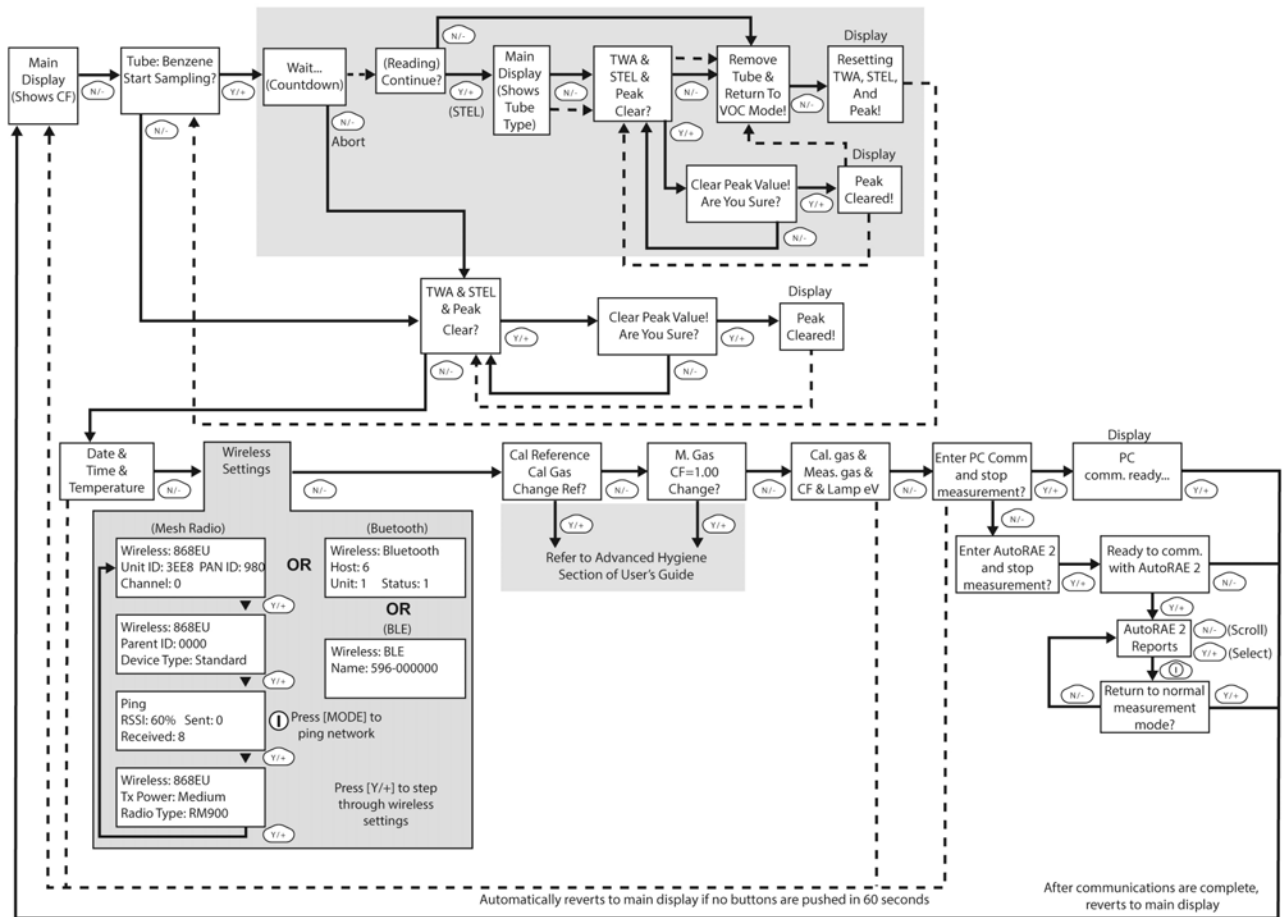 Main
Display
(Shows CF)
N/-
Tube: Benzene
Start Sampling?
Y/+
N/-
Wait...
(Countdown)
N/-
Abort
(Reading)
Continue?
N/-
Y/+
(STEL)
Main
Display
(Shows
Tube
Type)
N/-
TWA &
STEL &
Peak
Clear?
N/-
Y/+
Remove
Tube &
Return To
VOC Mode!
N/-
Display
Resetting
TWA, STEL,
And
Peak!
Clear Peak Value!
Are You Sure?
Y/+
N/-
Display
Peak
Cleared!
TWA & STEL
& Peak
Clear?
Y/+
N/-
Clear Peak Value!
Are You Sure?
Y/+
N/-
Display
Peak
Cleared!
Date &
Time &
Temperature
N/-
Wireless
Settings
N/-
(Mesh Radio)
Wireless: 868EU
Unit ID: 3EE8 PAN ID: 980
Channel: 0
Y/+
Wireless: 868EU
Parent ID: 0000
Device Type: Standard
Y/+
Ping
RSSI: 60% Sent: 0
Received: 8
Y/+
Press [MODE] to
ping network
Wireless: 868EU
Tx Power: Medium
Radio Type: RM900
Y/+
OR
(Buetooth)
Wireless: Bluetooth
Host: 6
Unit: 1 Status: 1
OR
(BLE)
Wireless: BLE
Name: 596-000000
Press [Y/+] to step
through wireless
settings
Cal Reference
Cal Gas
Change Ref?
N/-
Y/+
M. Gas
CF=1.00
Change?
N/-
Y/+
Refer to Advanced Hygiene
Section of User's Guide
Cal. gas &
Meas. gas &
CF & Lamp eV
N/-
Enter PC Comm
and stop
measurement?
Y/+
N/-
Display
PC
comm. ready...
Y/+
Enter AutoRAE 2
and stop
measurement?
Y/+
Ready to comm.
with AutoRAE 2
N/-
Y/+
AutoRAE 2
Reports
N/- (Scroll)
Y/+ (Select)
Return to normal
measurement
mode?
N/-
Y/+
Automatically reverts to main display if no buttons are pushed in 60 seconds
After communications are complete,
reverts to main display